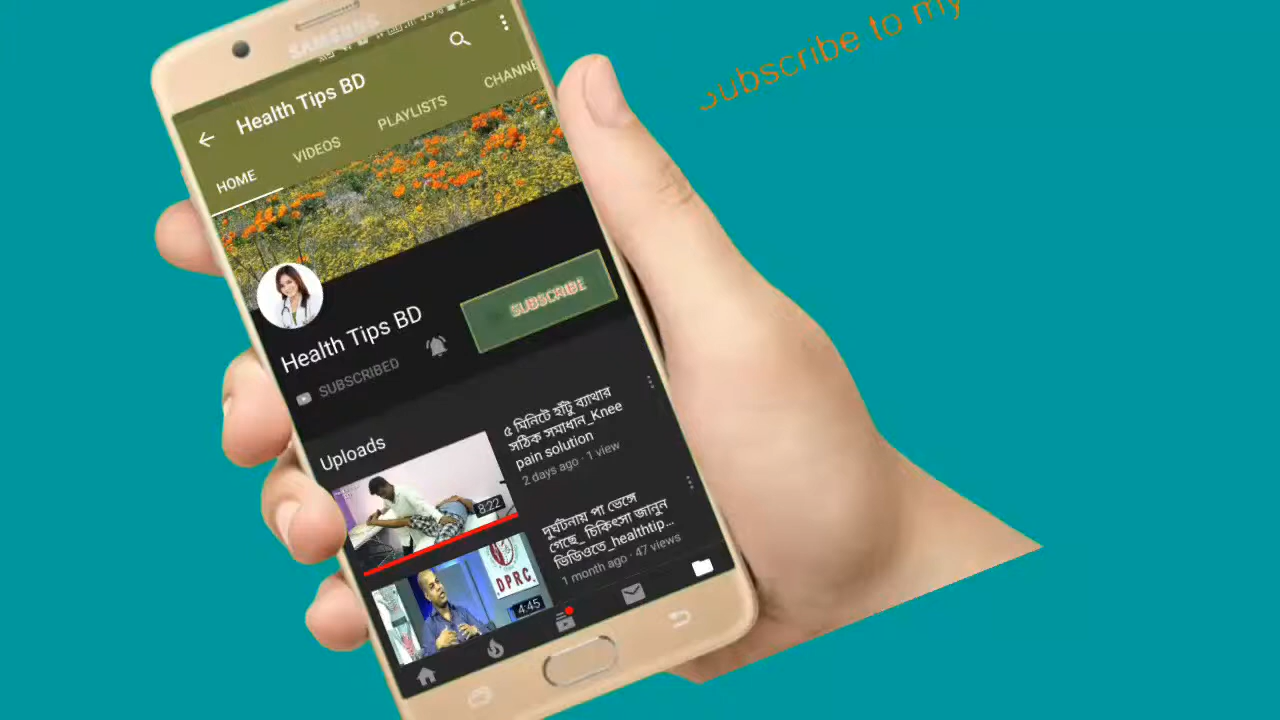 subscribe to my
SAMSUNG
Health Tips BD
HOME
VIDEOS
PLAYLISTS
CHANNE
Health Tips BD
SUBSCRIBE
SUBSCRIBED
Uploads
৫ মিনিটে হাঁটু ব্যাথার
সঠিক সমাধান_Knee
pain solution
2 days ago · 1 view
8:22
দুর্ঘটনায় পা ভেঙ্গে
গেছে_ চিকিৎসা জানুন
ভিডিওতে_healthtip...
1 month ago · 47 views
DPRC
4:45